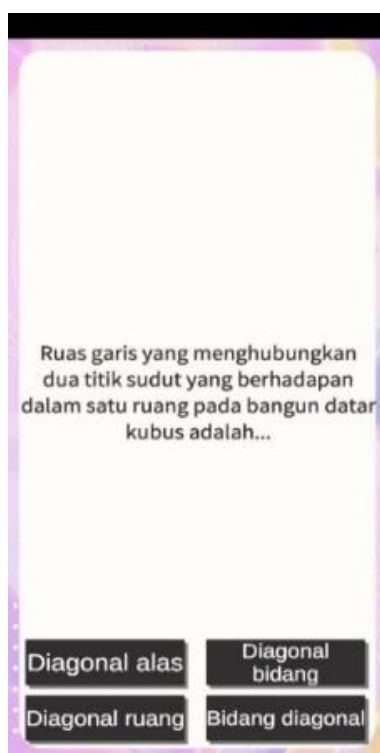 Ruas garis yang menghubungkan
dua titik sudut yang berhadapan
dalam satu ruang pada bangun datar
kubus adalah...
Diagonal alas
Diagonal
bidang
Diagonal ruang
Bidang diagonal